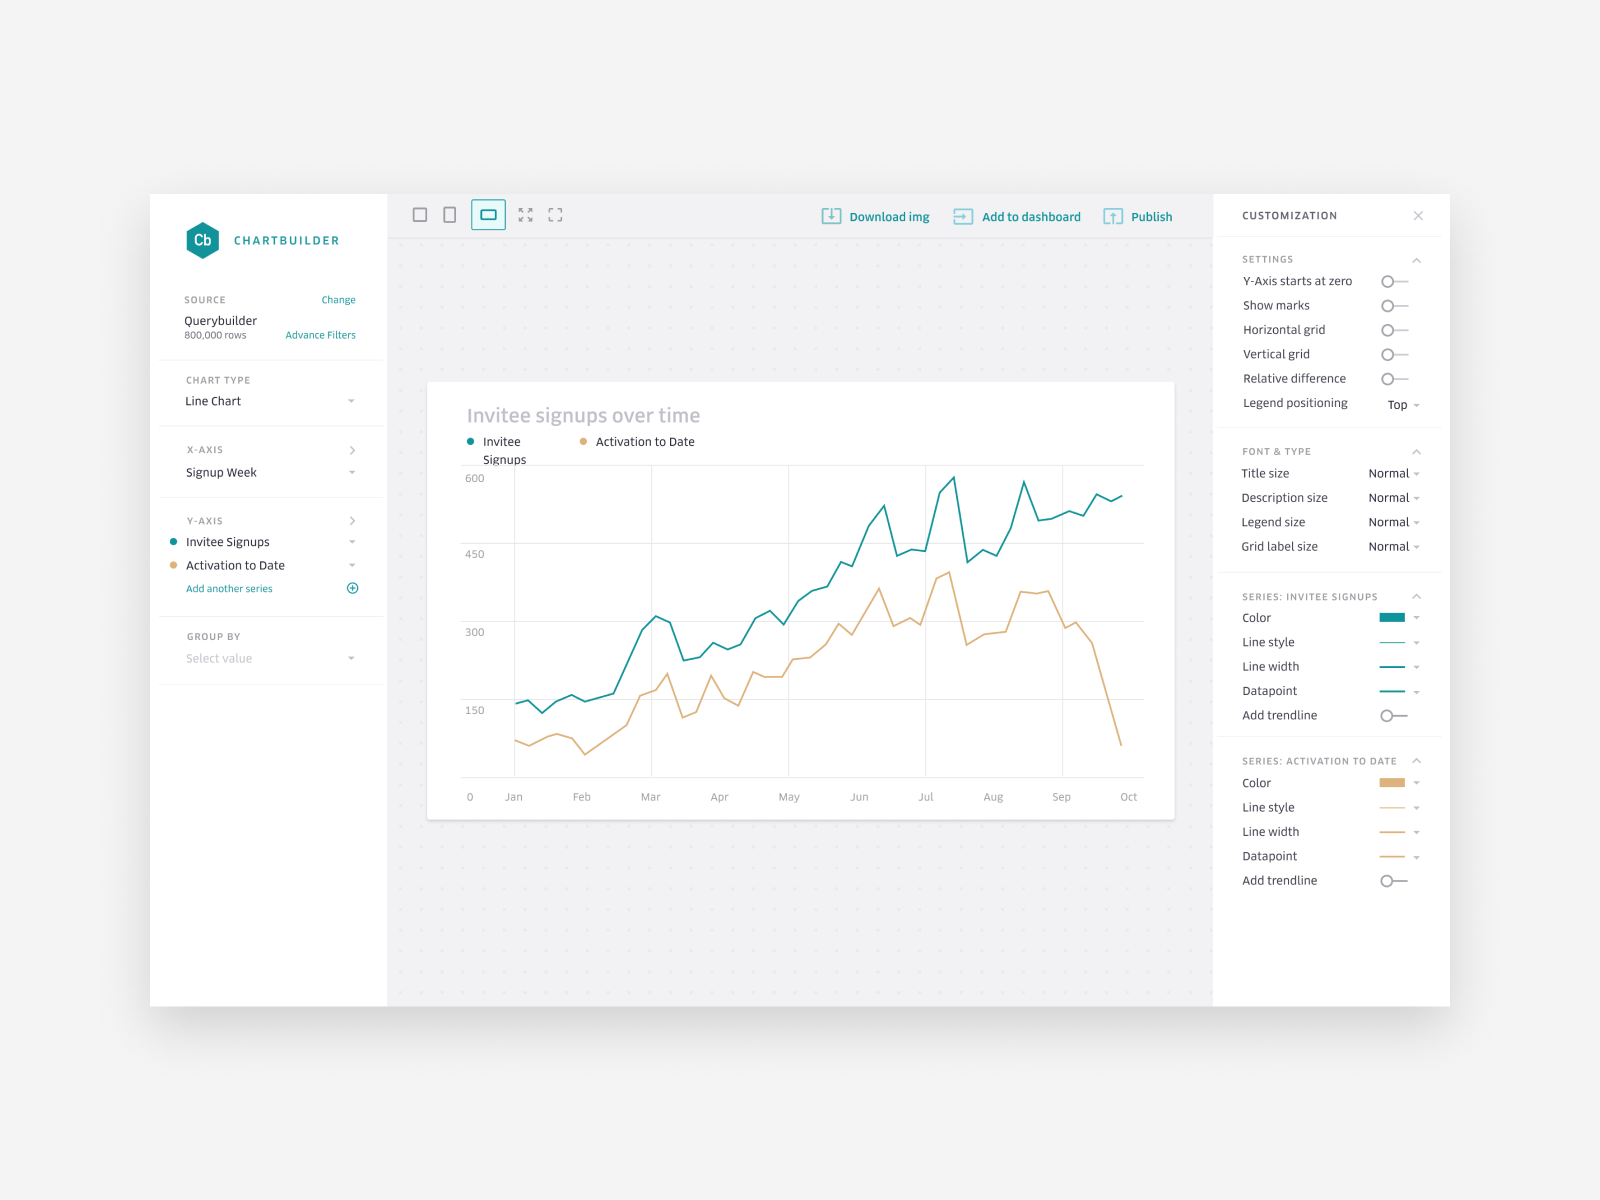 Cb CHARTBUILDER
SOURCE Change
Querybuilder
800,000 rows Advance Filters
CHART TYPE
Line Chart
X-AXIS
Signup Week
Y-AXIS
Invitee Signups
Activation to Date
Add another series
GROUP BY
Select value
Download img Add to dashboard Publish
Invitee signups over time
Invitee Signups
Activation to Date
600
450
300
150
0 Jan Feb Mar Apr May Jun Jul Aug Sep Oct
CUSTOMIZATION
SETTINGS
Y-Axis starts at zero
Show marks
Horizontal grid
Vertical grid
Relative difference
Legend positioning Top
FONT & TYPE
Title size Normal
Description size Normal
Legend size Normal
Grid label size Normal
SERIES: INVITEE SIGNUPS
Color
Line style
Line width
Datapoint
Add trendline
SERIES: ACTIVATION TO DATE
Color
Line style
Line width
Datapoint
Add trendline